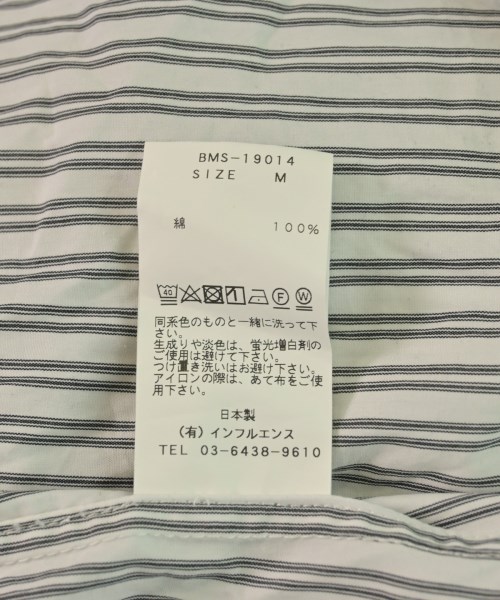 BMS-19014
SIZE M
綿 100%
40 F W
同系色のものと一緒に洗って下
さい。
生成りや淡色は、蛍光増白剤の
ご使用は避けて下さい。
つけ置き洗いはお避け下さい。
アイロンの際は、あて布をご使
用下さい。
日本製
(有) インフルエンス
TEL 03-6438-9610